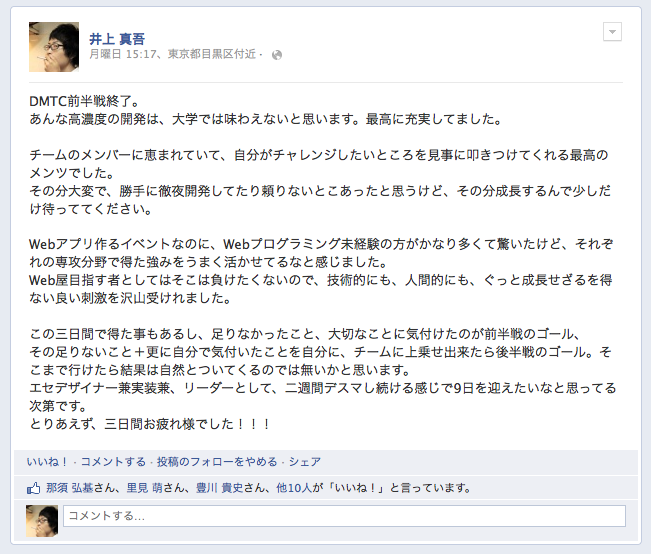 井上 真吾
月曜日 15:17、東京都目黒区付近 ·
DMTC前半戦終了。
あんな高濃度の開発は、大学では味わえないと思います。最高に充実してました。
チームのメンバーに恵まれていて、自分がチャレンジしたいところを見事に叩きつけてくれる最高の
メンツでした。
その分大変で、勝手に徹夜開発してたり頼りないとこあったと思うけど、その分成長するんで少しだ
け待っててください。
Webアプリ作るイベントなのに、Webプログラミング未経験の方がかなり多くて驚いたけど、それぞ
れの専攻分野で得た強みをうまく活かせてるなと感じました。
Web屋目指す者としてはそこは負けたくないので、技術的にも、人間的にも、ぐっと成長せざるを得
ない良い刺激を沢山受けれました。
この三日間で得た事もあるし、足りなかったこと、大切なことに気付けたのが前半戦のゴール、
その足りないこと＋更に自分で気付いたことを自分に、チームに上乗せ出来たら後半戦のゴール。そ
こまで行けたら結果は自然とついてくるのでは無いかと思います。
エセデザイナー兼実装兼、リーダーとして、二週間デスマし続ける感じで9日を迎えたいなと思ってる
次第です。
とりあえず、三日間お疲れ様でした！！！
いいね！ · コメントする · 投稿のフォローをやめる · シェア
那須 弘基さん、里見 萌さん、豊川 貴史さん、他10人が「いいね！」と言っています。
コメントする...